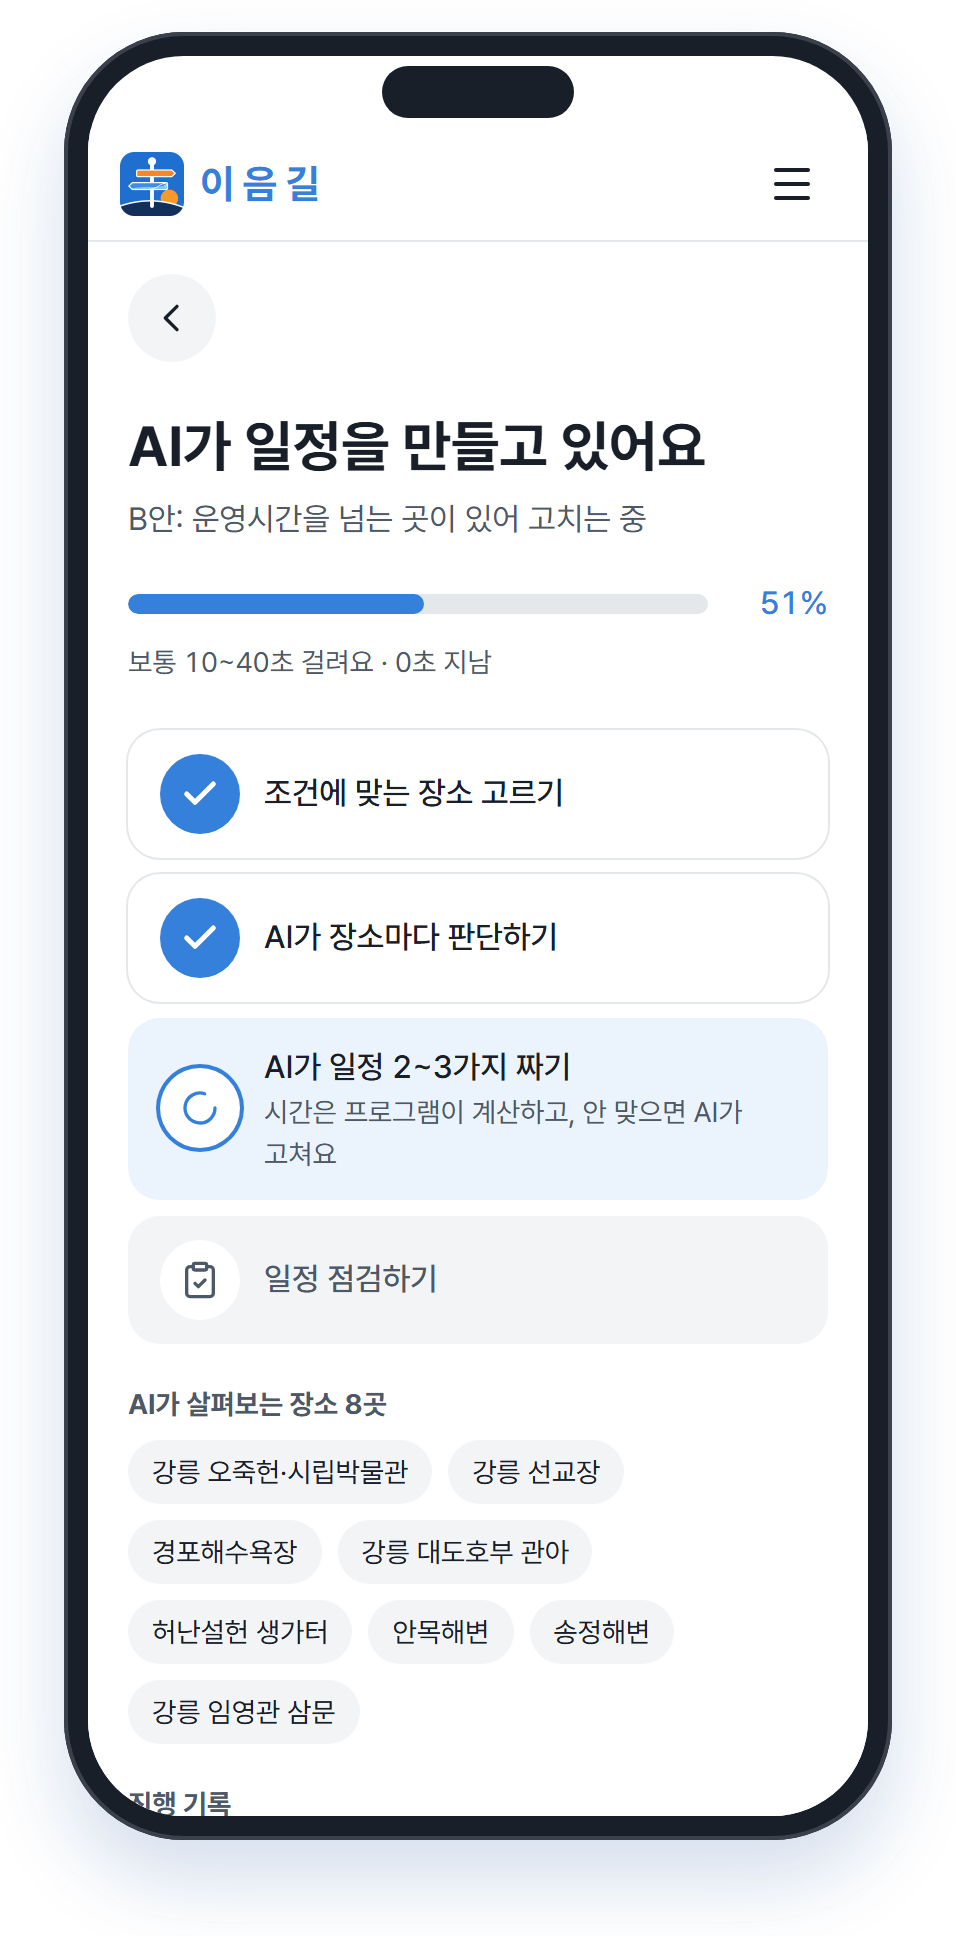 이음길
AI가 일정을 만들고 있어요
B안: 운영시간을 넘는 곳이 있어 고치는 중
51%
보통 10~40초 걸려요 · 0초 지남
조건에 맞는 장소 고르기
AI가 장소마다 판단하기
AI가 일정 2~3가지 짜기
시간은 프로그램이 계산하고, 안 맞으면 AI가
고쳐요
일정 점검하기
AI가 살펴보는 장소 8곳
강릉 오죽헌·시립박물관
강릉 선교장
경포해수욕장
강릉 대도호부 관아
허난설헌 생가터
안목해변
송정해변
강릉 임영관 삼문
진행 기록